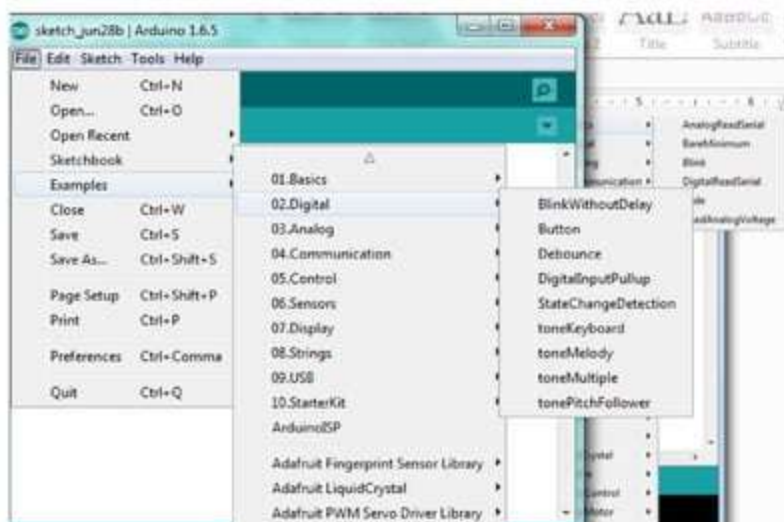 sketch_jun28b | Arduino 1.6.5
File Edit Sketch Tools Help
New Ctrl+N
Open... Ctrl+O
Open Recent
Sketchbook
Examples
Close Ctrl+W
Save Ctrl+S
Save As... Ctrl+Shift+S
Page Setup Ctrl+Shift+P
Print Ctrl+P
Preferences Ctrl+Comma
Quit Ctrl+Q
01.Basics
02.Digital
03.Analog
04.Communication
05.Control
06.Sensors
07.Display
08.Strings
09.USB
10.StarterKit
ArduinoISP
Adafruit Fingerprint Sensor Library
Adafruit LiquidCrystal
Adafruit PWM Servo Driver Library
BlinkWithoutDelay
Button
Debounce
DigitalInputPullup
StateChangeDetection
toneKeyboard
toneMelody
toneMultiple
tonePitchFollower
Title
Subtitle
5
6
AnalogReadSerial
BareMinimum
Blink
DigitalReadSerial